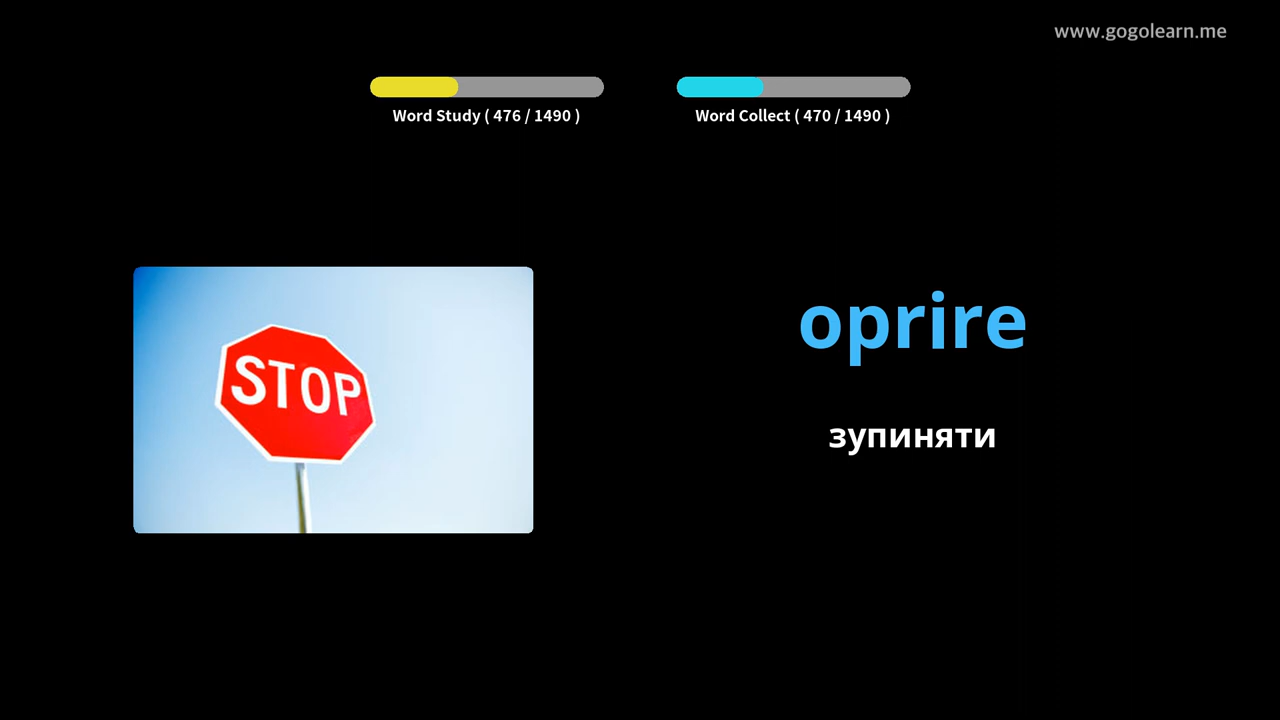 www.gogolearn.me
Word Study ( 476 / 1490 )
Word Collect ( 470 / 1490 )
STOP
oprire
зупиняти